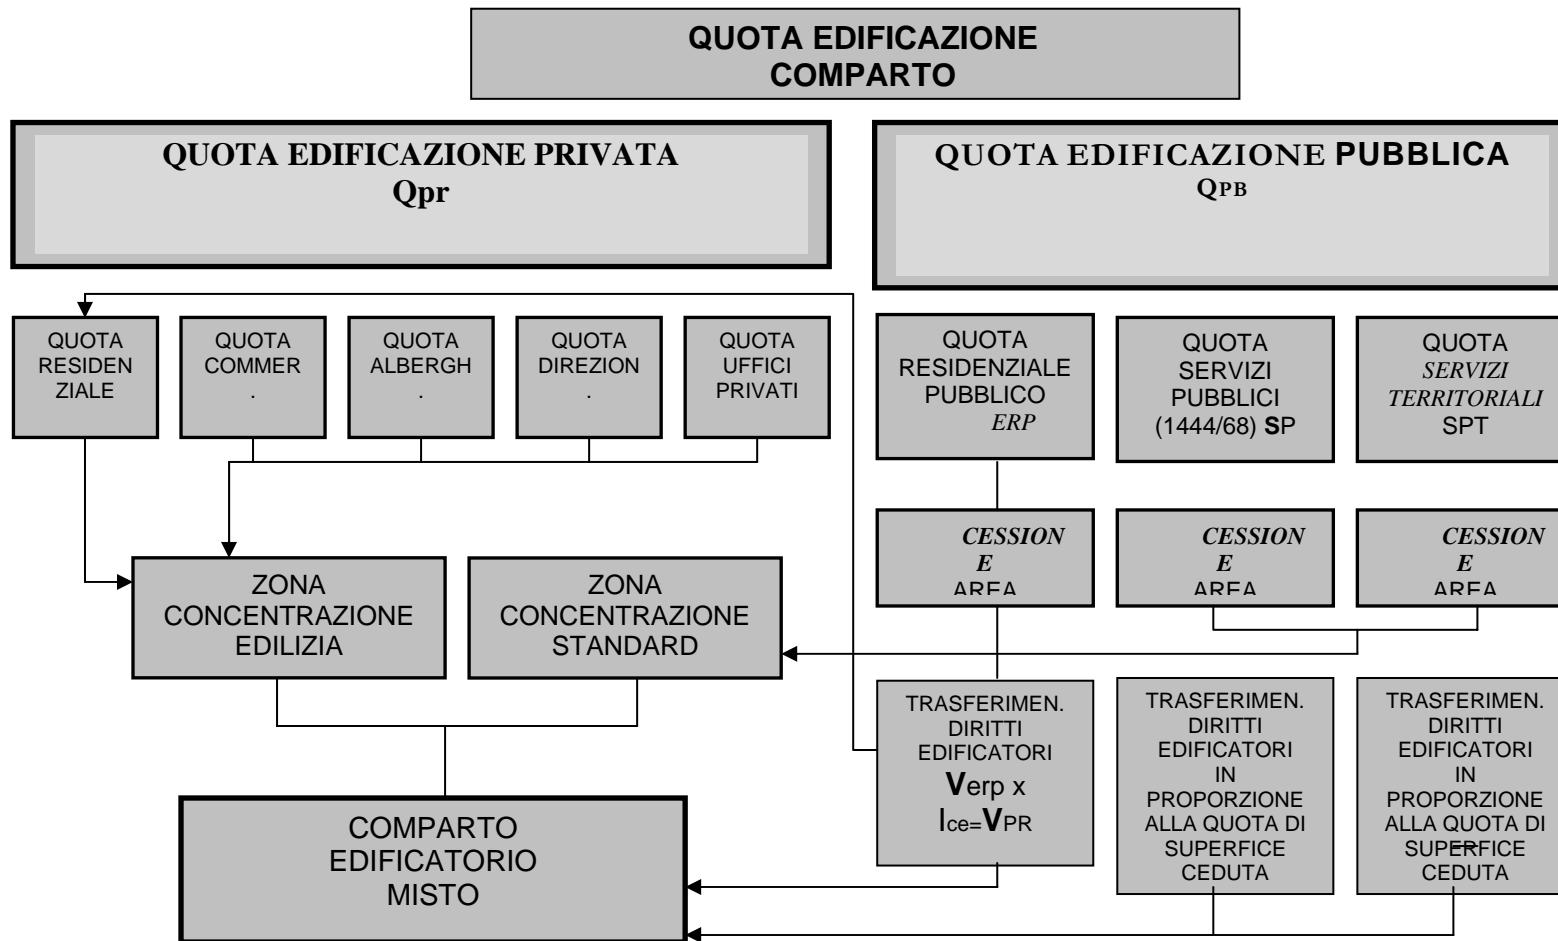 QUOTA EDIFICAZIONE
COMPARTO
QUOTA EDIFICAZIONE PRIVATA
Qpr
QUOTA EDIFICAZIONE PUBBLICA
QPB
QUOTA
RESIDEN
ZIALE
QUOTA
COMMER
.
QUOTA
ALBERGH
.
QUOTA
DIREZION
.
QUOTA
UFFICI
PRIVATI
QUOTA
RESIDENZIALE
PUBBLICO
ERP
QUOTA
SERVIZI
PUBBLICI
(1444/68) SP
QUOTA
SERVIZI
TERRITORIALI
SPT
CESSION
E
AREA
CESSION
E
AREA
CESSION
E
AREA
ZONA
CONCENTRAZIONE
EDILIZIA
ZONA
CONCENTRAZIONE
STANDARD
TRASFERIMEN.
DIRITTI
EDIFICATORI
Verp x
Ice=VPR
TRASFERIMEN.
DIRITTI
EDIFICATORI
IN
PROPORZIONE
ALLA QUOTA DI
SUPERFICE
CEDUTA
TRASFERIMEN.
DIRITTI
EDIFICATORI
IN
PROPORZIONE
ALLA QUOTA DI
SUPERFICE
CEDUTA
COMPARTO
EDIFICATORIO
MISTO